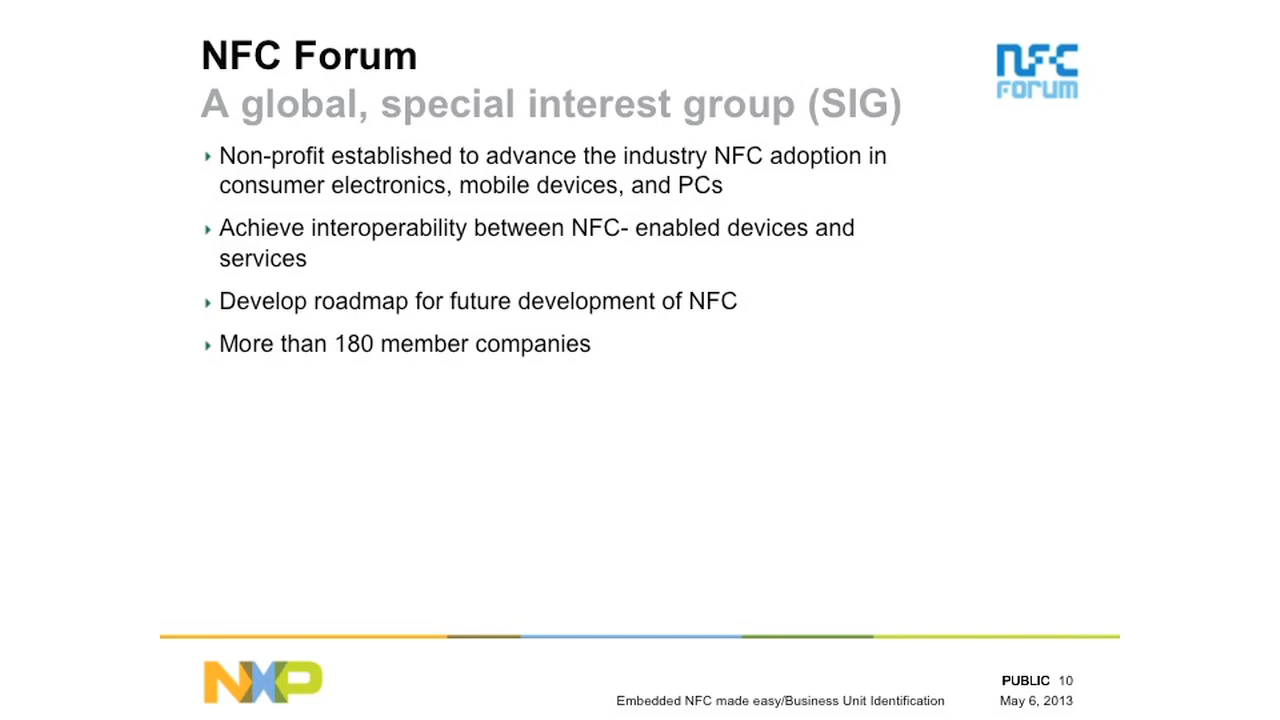 NFC Forum
A global, special interest group (SIG)
NFC
FORUM
Non-profit established to advance the industry NFC adoption in
consumer electronics, mobile devices, and PCs
Achieve interoperability between NFC- enabled devices and
services
Develop roadmap for future development of NFC
More than 180 member companies
NXP
PUBLIC 10
Embedded NFC made easy/Business Unit Identification
May 6, 2013